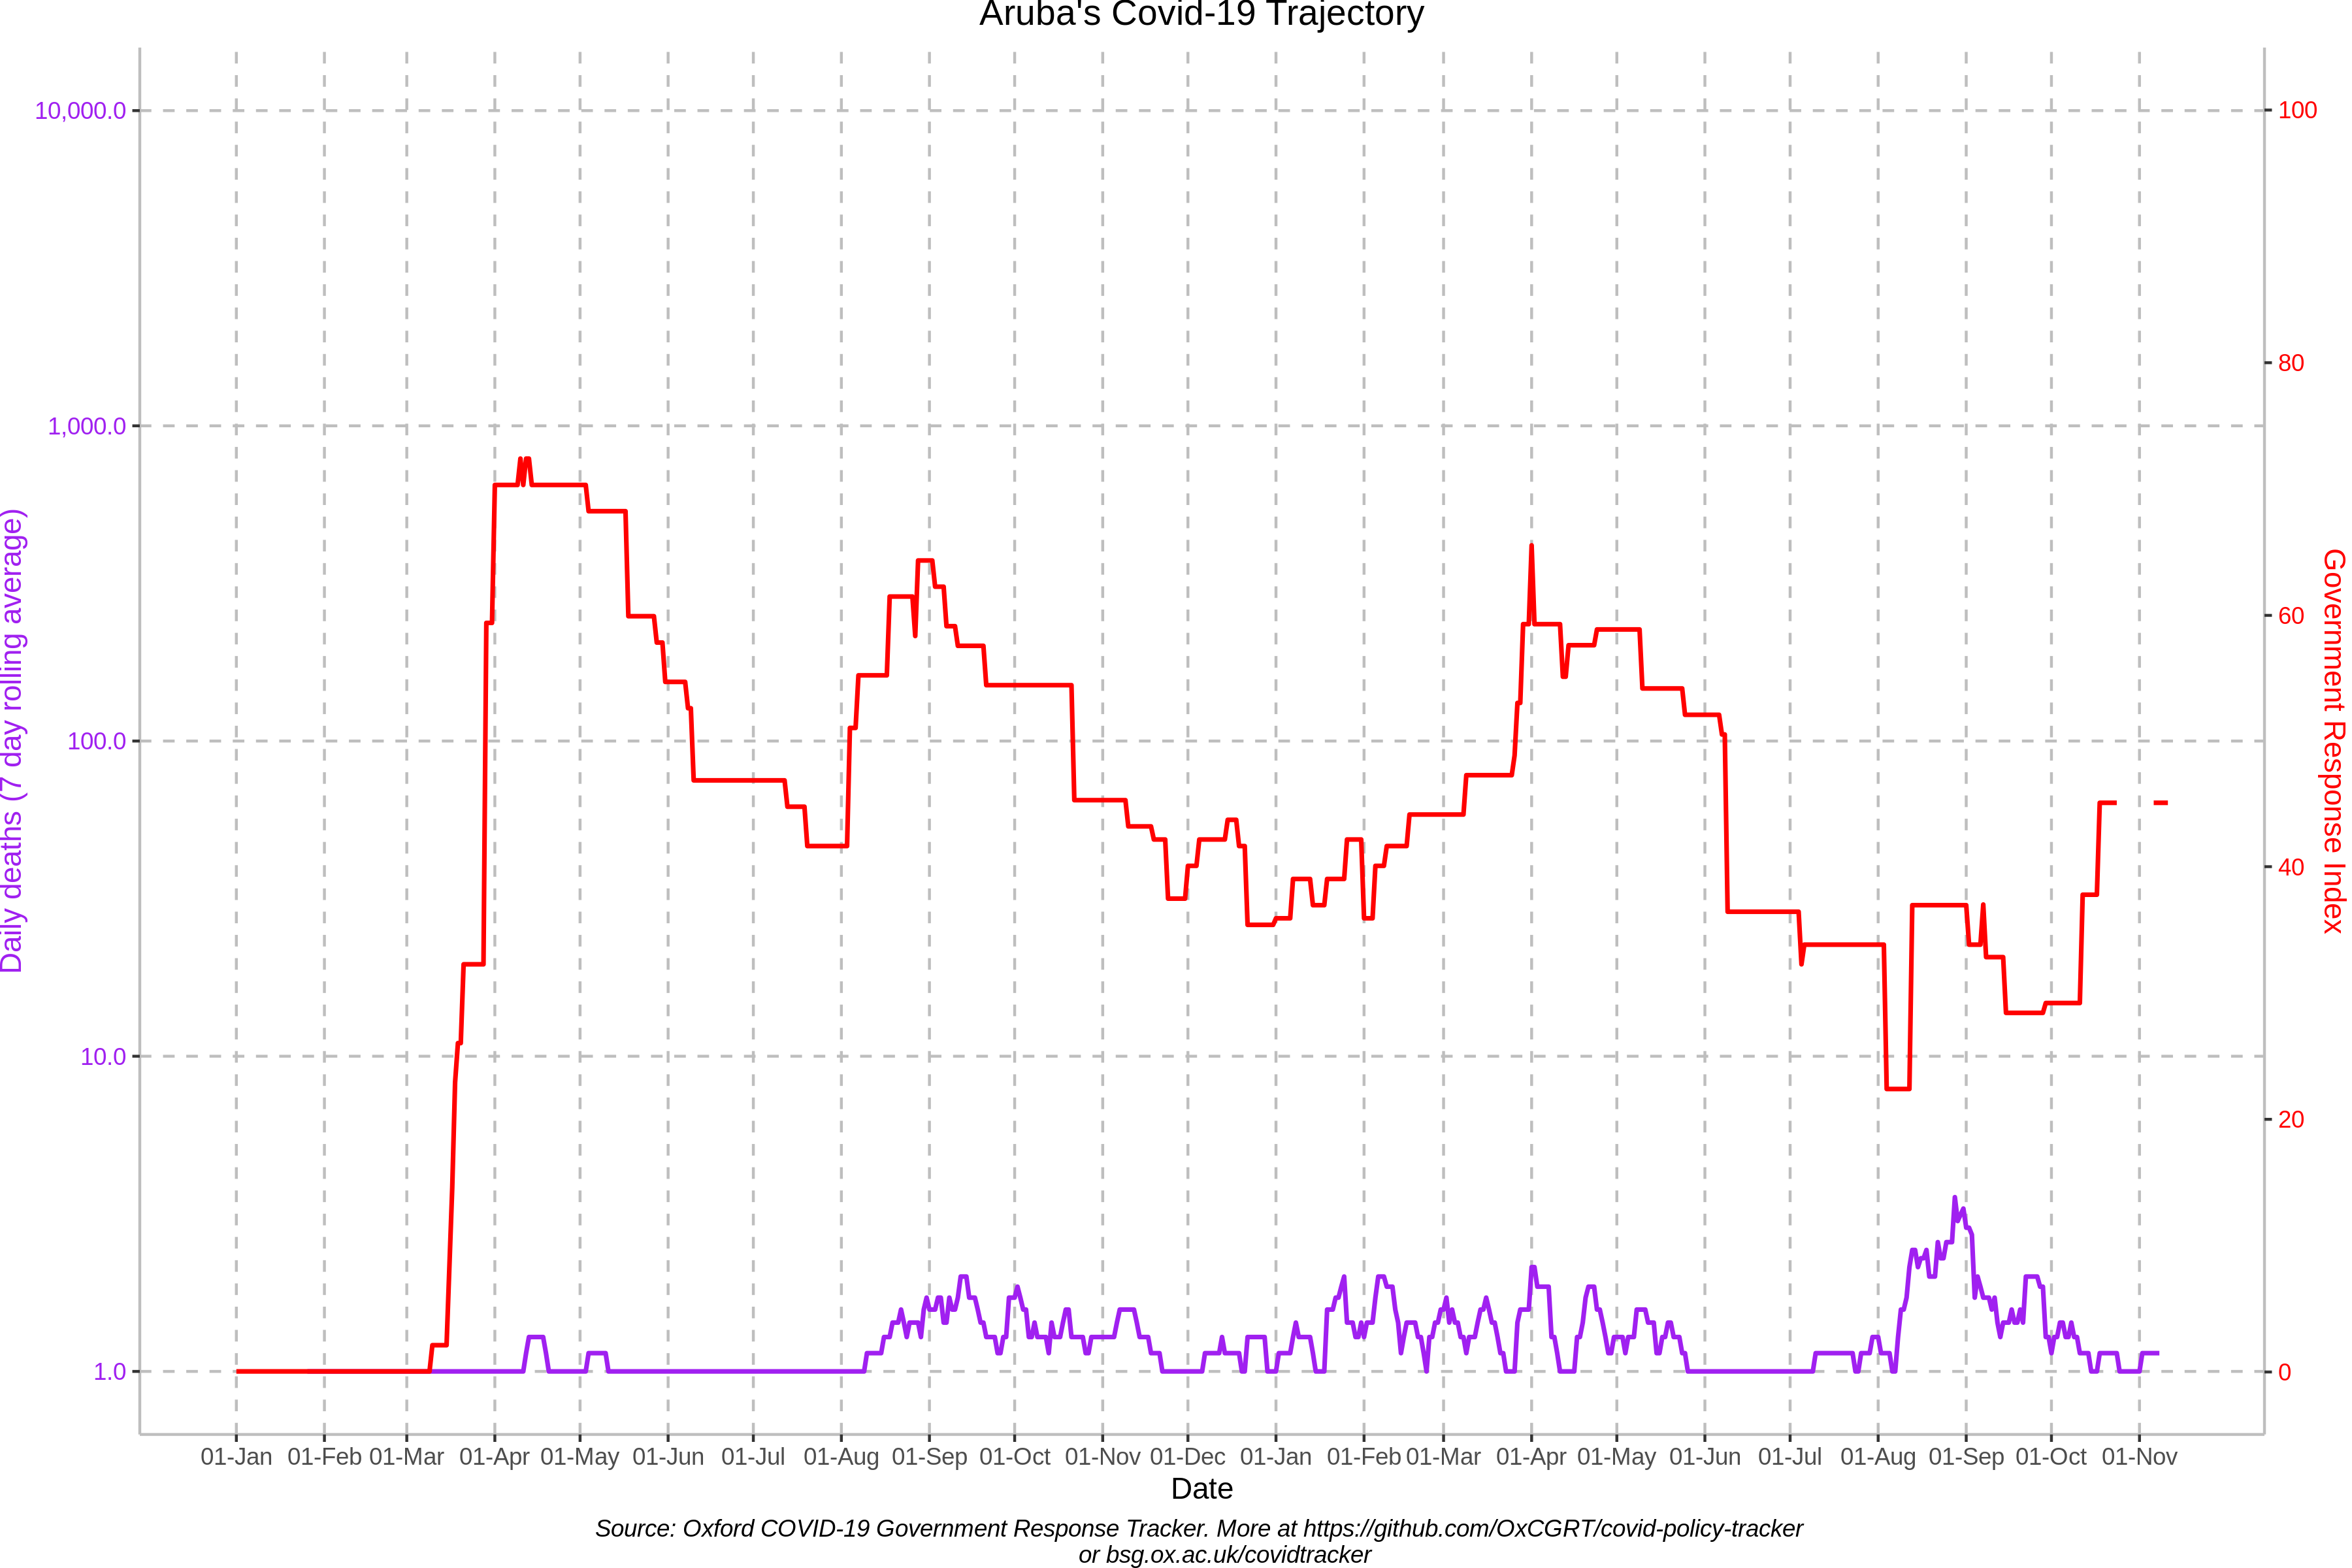 Aruba's Covid-19 Trajectory
10,000.0
1,000.0
100.0
10.0
1.0
Daily deaths (7 day rolling average)
100
80
60
40
20
0
Government Response Index
01-Jan 01-Feb 01-Mar 01-Apr 01-May 01-Jun 01-Jul 01-Aug 01-Sep 01-Oct 01-Nov 01-Dec 01-Jan 01-Feb 01-Mar 01-Apr 01-May 01-Jun 01-Jul 01-Aug 01-Sep 01-Oct 01-Nov
Date
Source: Oxford COVID-19 Government Response Tracker. More at https://github.com/OxCGRT/covid-policy-tracker
or bsg.ox.ac.uk/covidtracker